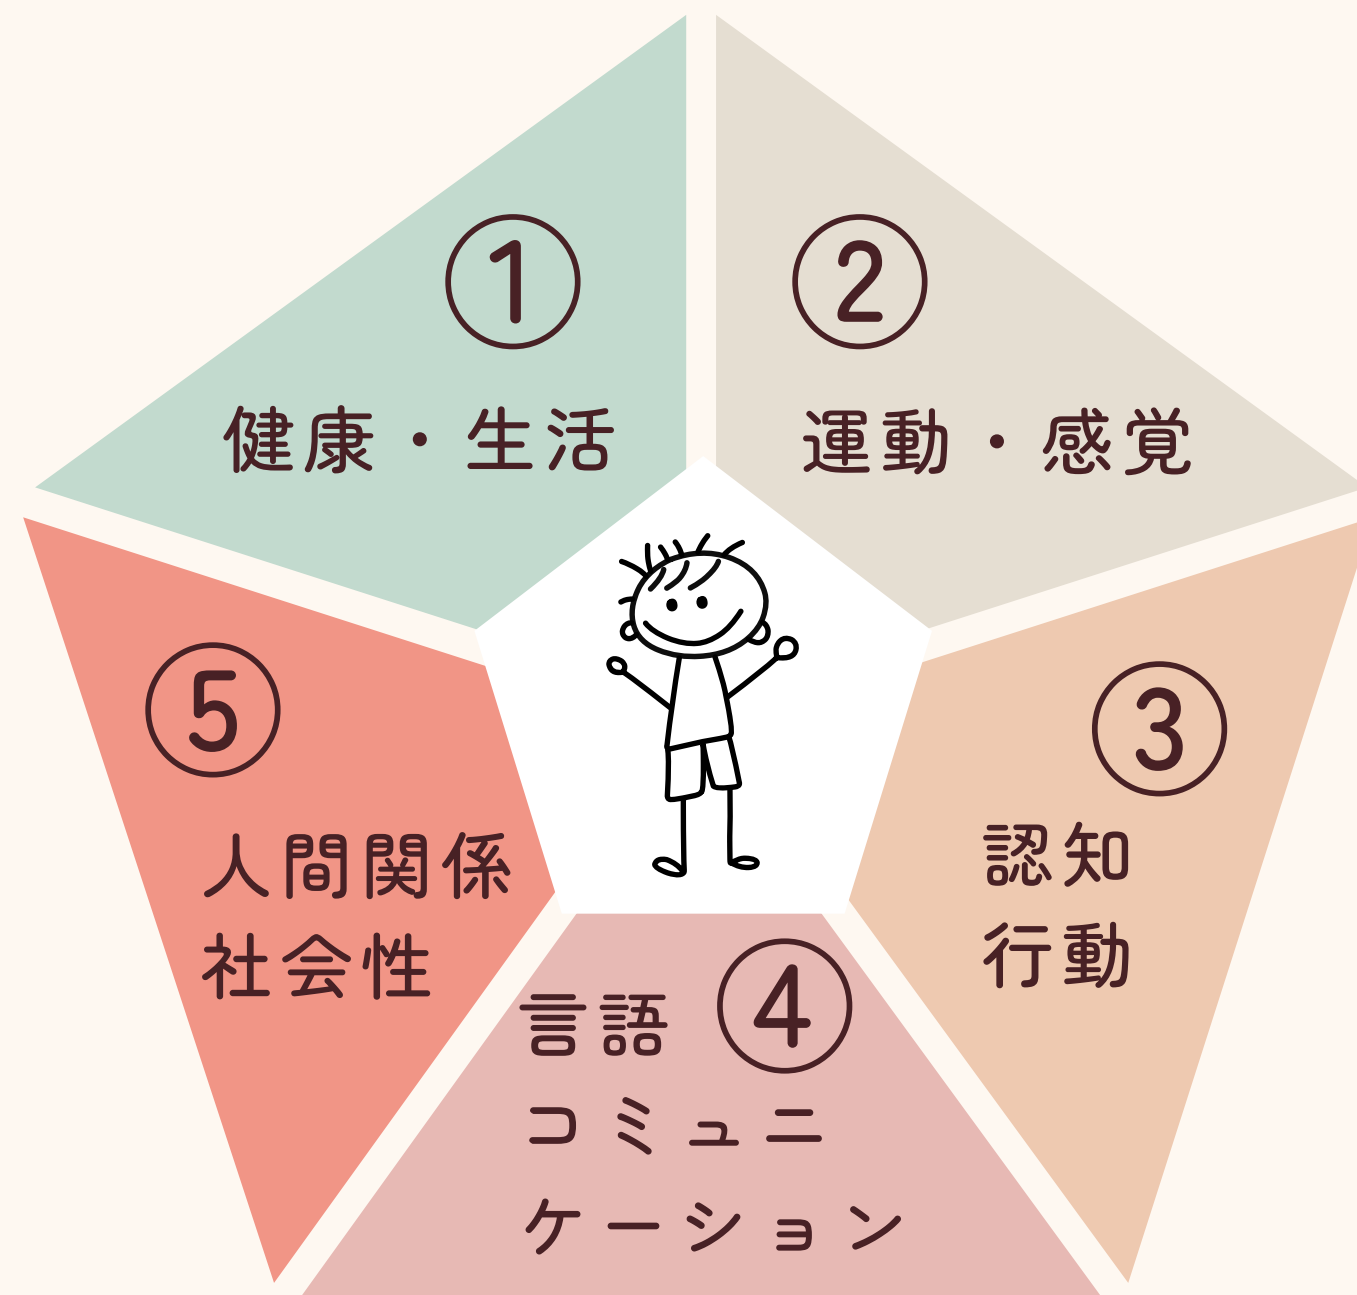 ①
健康・生活
②
運動・感覚
③
認知
行動
④
言語
コミュニ
ケーション
⑤
人間関係
社会性